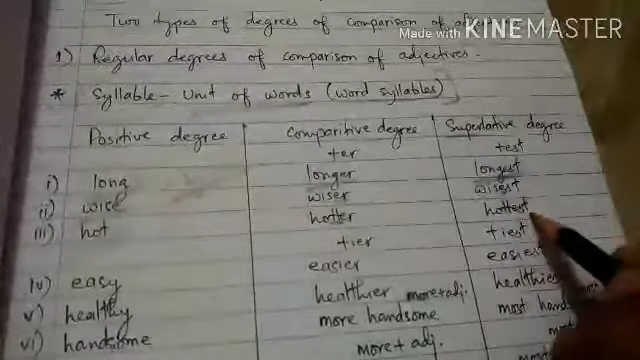 Two types of degrees of comparison of
Made with KINEMASTER
1) Regular degrees of comparison of adjectives.
* Syllable - Unit of words (word syllables)
Positive degree Comparitive degree Superlative degree
+er +est
i) long longer longest
ii) wise wiser wisest
iii) hot hotter hottest
+ier +iest
iv) easy easier easiest
v) healthy healthier more+adj.
vi) handsome more handsome most
more + adj. most
most